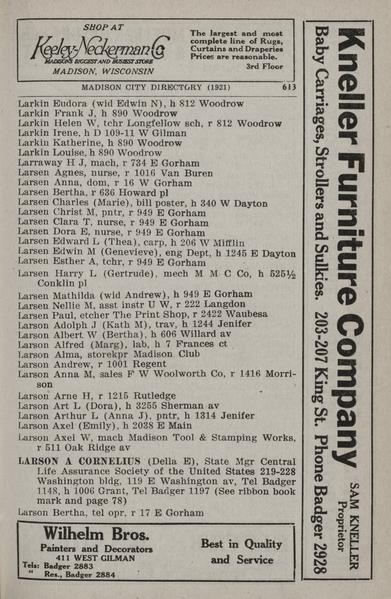 SHOP AT
Keeley-Neckerman Co
MADISON'S BIGGEST AND BUSIEST STORE
MADISON, WISCONSIN
The largest and most
complete line of Rugs,
Curtains and Draperies
Prices are reasonable.
3rd Floor
MADISON CITY DIRECTORY (1921) 613
Larkin Eudora (wid Edwin N), h 812 Woodrow
Larkin Frank J, h 890 Woodrow
Larkin Helen W, tchr Longfellow sch, r 812 Woodrow
Larkin Irene, h D 109-11 W Gilman
Larkin Katherine, h 890 Woodrow
Larkin Louise, h 890 Woodrow
Larraway H J, mach, r 734 E Gorham
Larsen Agnes, nurse, r 1016 Van Buren
Larsen Anna, dom, r 16 W Gorham
Larsen Bertha, r 636 Howard pl
Larsen Charles (Marie), bill poster, h 340 W Dayton
Larsen Christ M, pntr, r 949 E Gorham
Larsen Clara T, nurse, r 949 E Gorham
Larsen Dora E, nurse, r 949 E Gorham
Larsen Edward L (Thea), carp, h 206 W Mifflin
Larsen Edwin M (Genevieve), eng Dept, h 1245 E Dayton
Larsen Esther A, tchr, r 949 E Gorham
Larsen Harry L (Gertrude), mech M M C Co, h 525½
Conklin pl
Larsen Mathilda (wid Andrew), h 949 E Gorham
Larsen Nellie M, asst instr U W, r 222 Langdon
Larsen Paul, etcher The Print Shop, r 2422 Waubesa
Larson Adolph J (Kath M), trav, h 1244 Jenifer
Larson Albert W (Bertha), h 606 Willard av
Larson Alfred (Marg), lab, h 7 Frances ct
Larson Alma, storekpr Madison Club
Larson Andrew, r 1001 Regent
Larson Anna M, sales F W Woolworth Co, r 1416 Morri-
son
Larson Arne H, r 1215 Rutledge
Larson Art L (Dora), h 3255 Sherman av
Larson Arthur L (Anna J), pntr, h 1314 Jenifer
Larson Axel (Emily), h 2038 E Main
Larson Axel W, mach Madison Tool & Stamping Works,
r 511 Oak Ridge av
LARSON A CORNELIUS (Della E), State Mgr Central
Life Assurance Society of the United States 219-228
Washington bldg, 119 E Washington av, Tel Badger
1148, h 1006 Grant, Tel Badger 1197 (See ribbon book
mark and page 78)
Larson Bertha, tel opr, r 17 E Gorham
Wilhelm Bros.
Painters and Decorators
411 WEST GILMAN
Tels: Badger 2883
" Res., Badger 2884
Best in Quality
and Service
Kneller Furniture Company
SAM KNELLER
Proprietor
Baby Carriages, Strollers and Sulkies. 203-207 King St. Phone Badger 2928